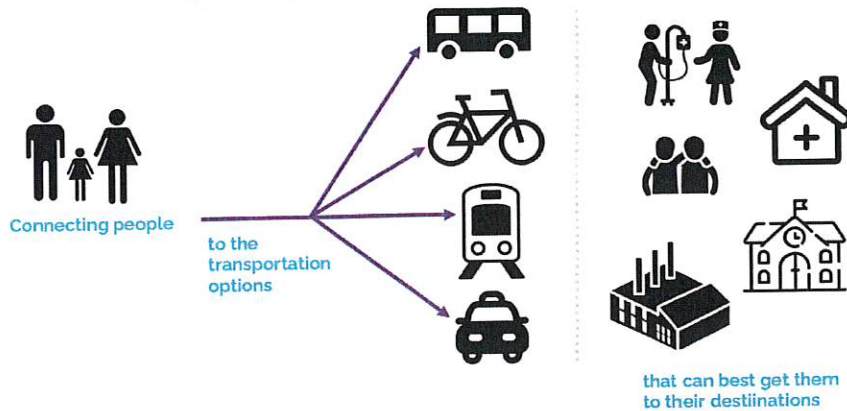 Connecting people
to the
transportation
options
that can best get them
to their destiinations